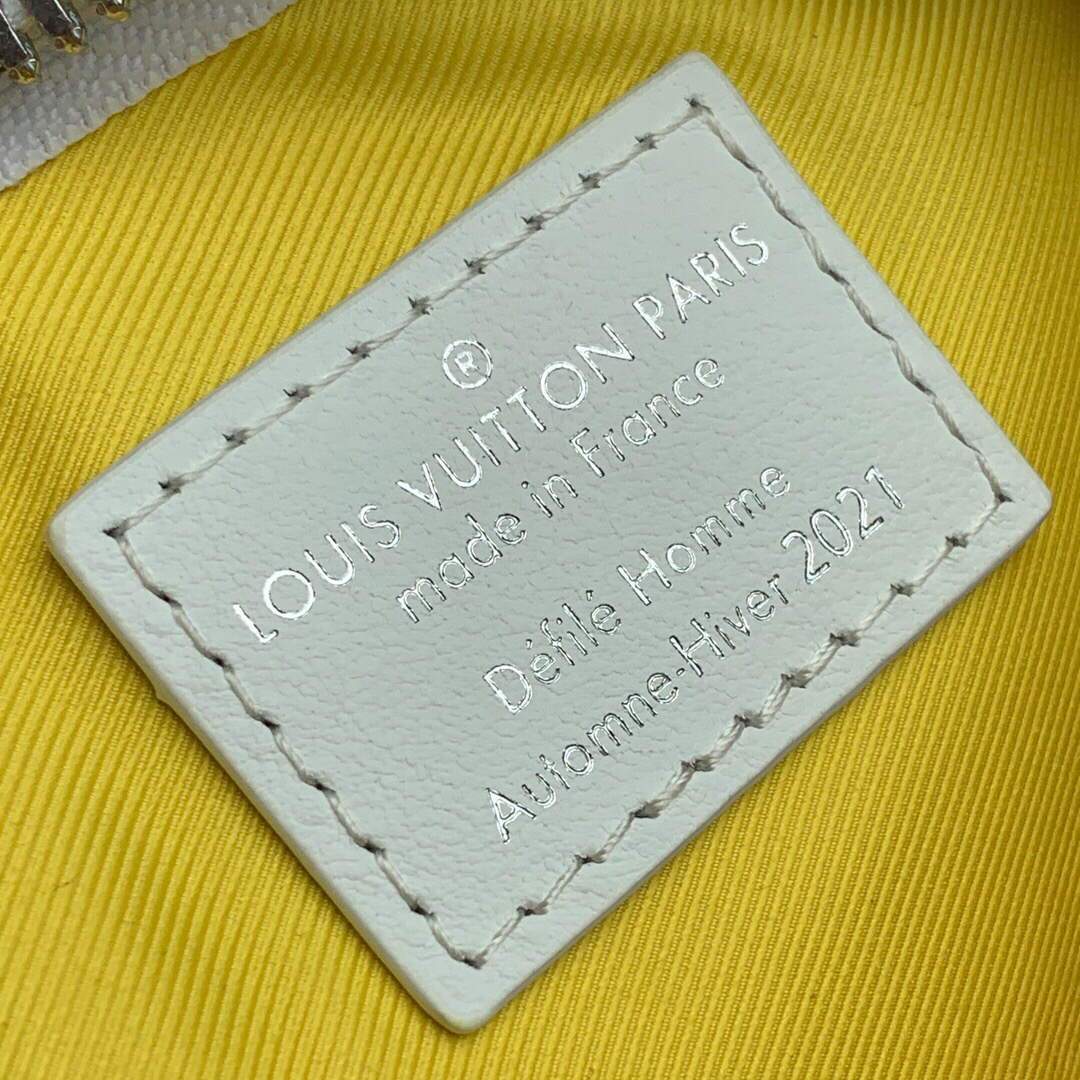 ®
LOUIS VUITTON PARIS
made in France
Défilé Homme
Automne-Hiver 2021